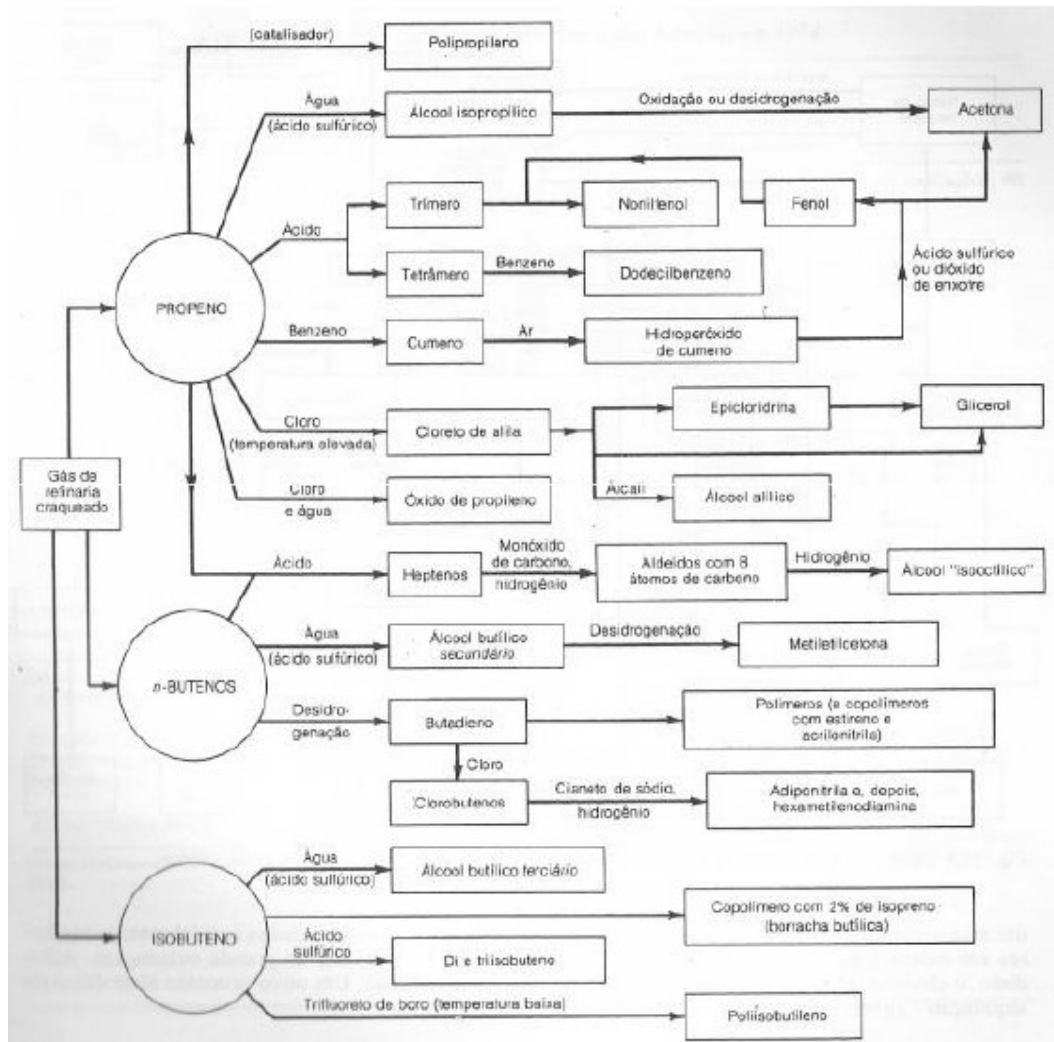 (catalisador)
Polipropileno
Água
(ácido sulfúrico)
Álcool isopropílico
Oxidação ou desidrogenação
Acetona
Ácido
Trímero
Nonilfenol
Fenol
Tetrâmero
Benzeno
Dodecilbenzeno
Ácido sulfúrico
ou dióxido
de enxofre
PROPENO
Benzeno
Cumeno
Ar
Hidroperóxido
de cumeno
Cloro
(temperatura elevada)
Cloreto de alila
Epicloridrina
Glicerol
Álcali
Álcool alílico
Cloro
e água
Óxido de propileno
Gás de
refinaria
craqueado
Ácido
Heptenos
Monóxido
de carbono,
hidrogênio
Aldeídos com 8
átomos de carbono
Hidrogênio
Álcool "isoctílico"
n-BUTENOS
Água
(ácido sulfúrico)
Álcool butílico
secundário
Desidrogenação
Metiletilcetona
Desidro-
genação
Butadieno
Polímeros (e copolímeros
com estireno e
acrilonitrila)
Cloro
Clorobutenos
Cianeto de sódio,
hidrogênio
Adiponitrila e, depois,
hexametilenodiamina
ISOBUTENO
Água
(ácido sulfúrico)
Álcool butílico terciário
Copolímero com 2% de isopreno
(borracha butílica)
Ácido
sulfúrico
Di e triisobuteno
Trifluoreto de boro (temperatura baixa)
Poliisobutileno